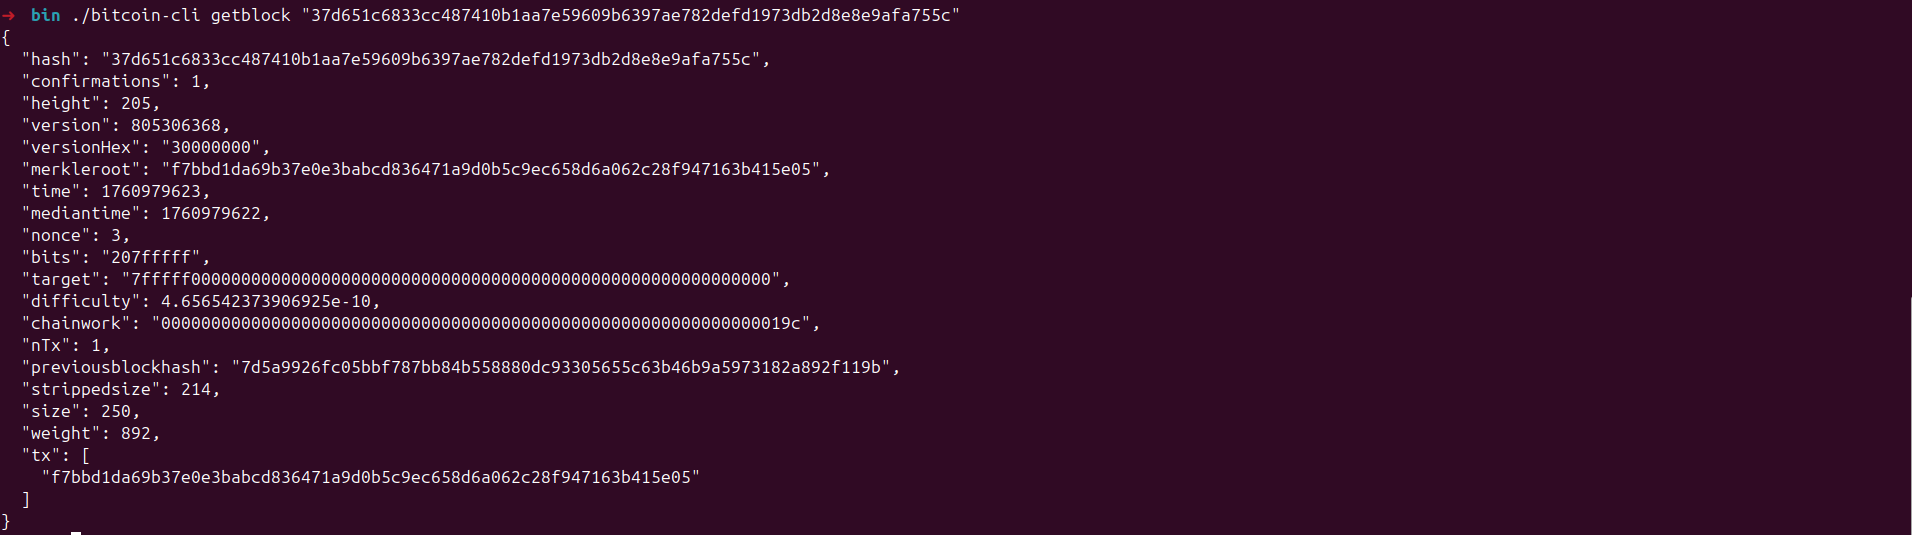 ➜ bin ./bitcoin-cli getblock "37d651c6833cc487410b1aa7e59609b6397ae782defd1973db2d8e8e9afa755c"
{
  "hash": "37d651c6833cc487410b1aa7e59609b6397ae782defd1973db2d8e8e9afa755c",
  "confirmations": 1,
  "height": 205,
  "version": 805306368,
  "versionHex": "30000000",
  "merkleroot": "f7bbd1da69b37e0e3babcd836471a9d0b5c9ec658d6a062c28f947163b415e05",
  "time": 1760979623,
  "mediantime": 1760979622,
  "nonce": 3,
  "bits": "207fffff",
  "target": "7fffff0000000000000000000000000000000000000000000000000000000000",
  "difficulty": 4.656542373906925e-10,
  "chainwork": "000000000000000000000000000000000000000000000000000000000000019c",
  "nTx": 1,
  "previousblockhash": "7d5a9926fc05bbf787bb84b558880dc93305655c63b46b9a5973182a892f119b",
  "strippedsize": 214,
  "size": 250,
  "weight": 892,
  "tx": [
    "f7bbd1da69b37e0e3babcd836471a9d0b5c9ec658d6a062c28f947163b415e05"
  ]
}